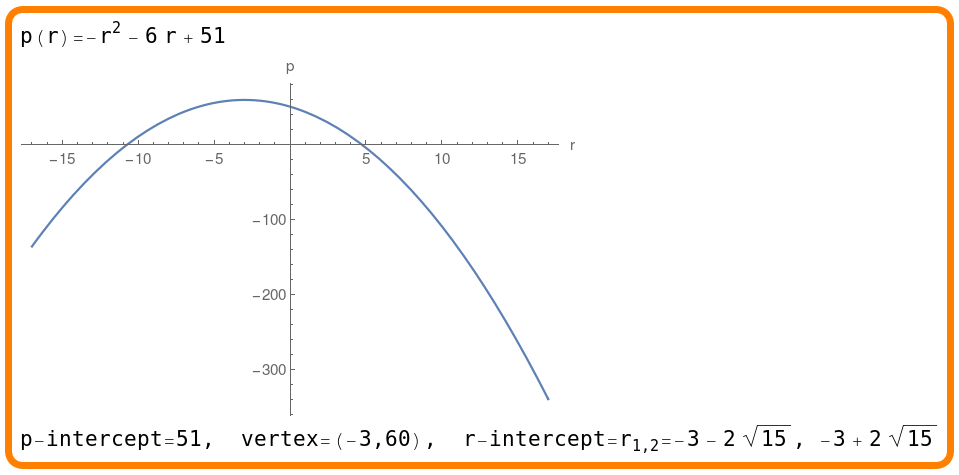 p(r)=-r² - 6 r + 51
p
-15 -10 -5 5 10 15 r
-100
-200
-300
p-intercept=51, vertex=(-3,60), r-intercept=r₁,₂=-3 - 2 √15, -3 + 2 √15